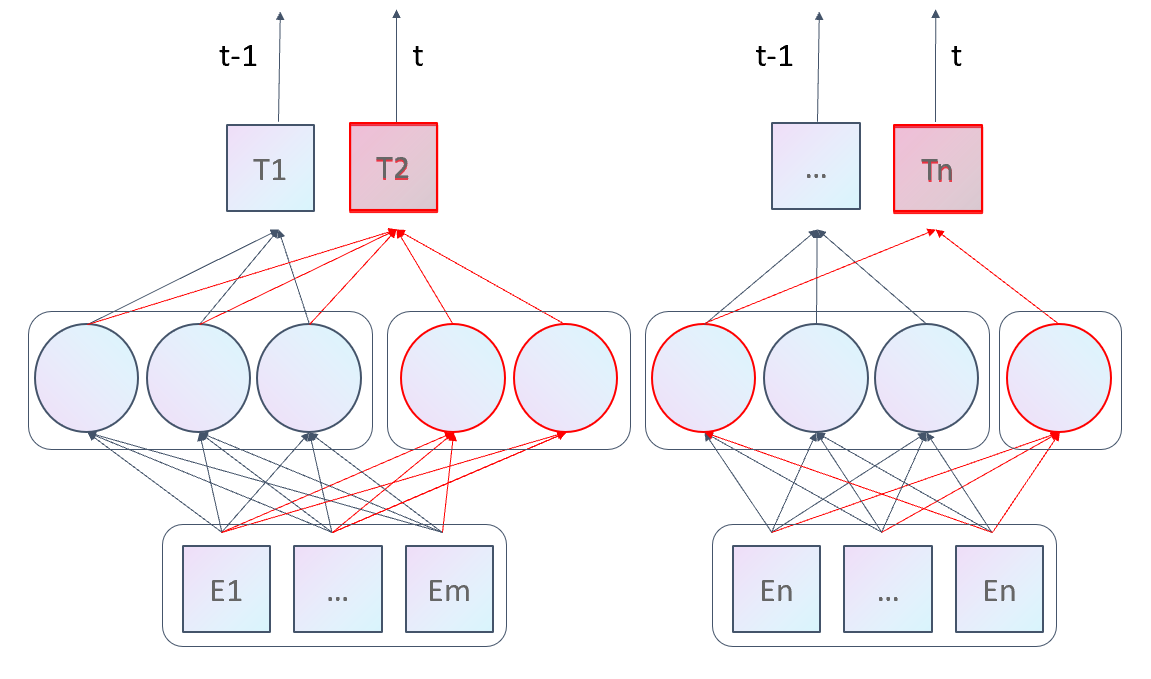 t-1 t t-1 t
T1 T2 ... Tn
E1 ... Em En ... En